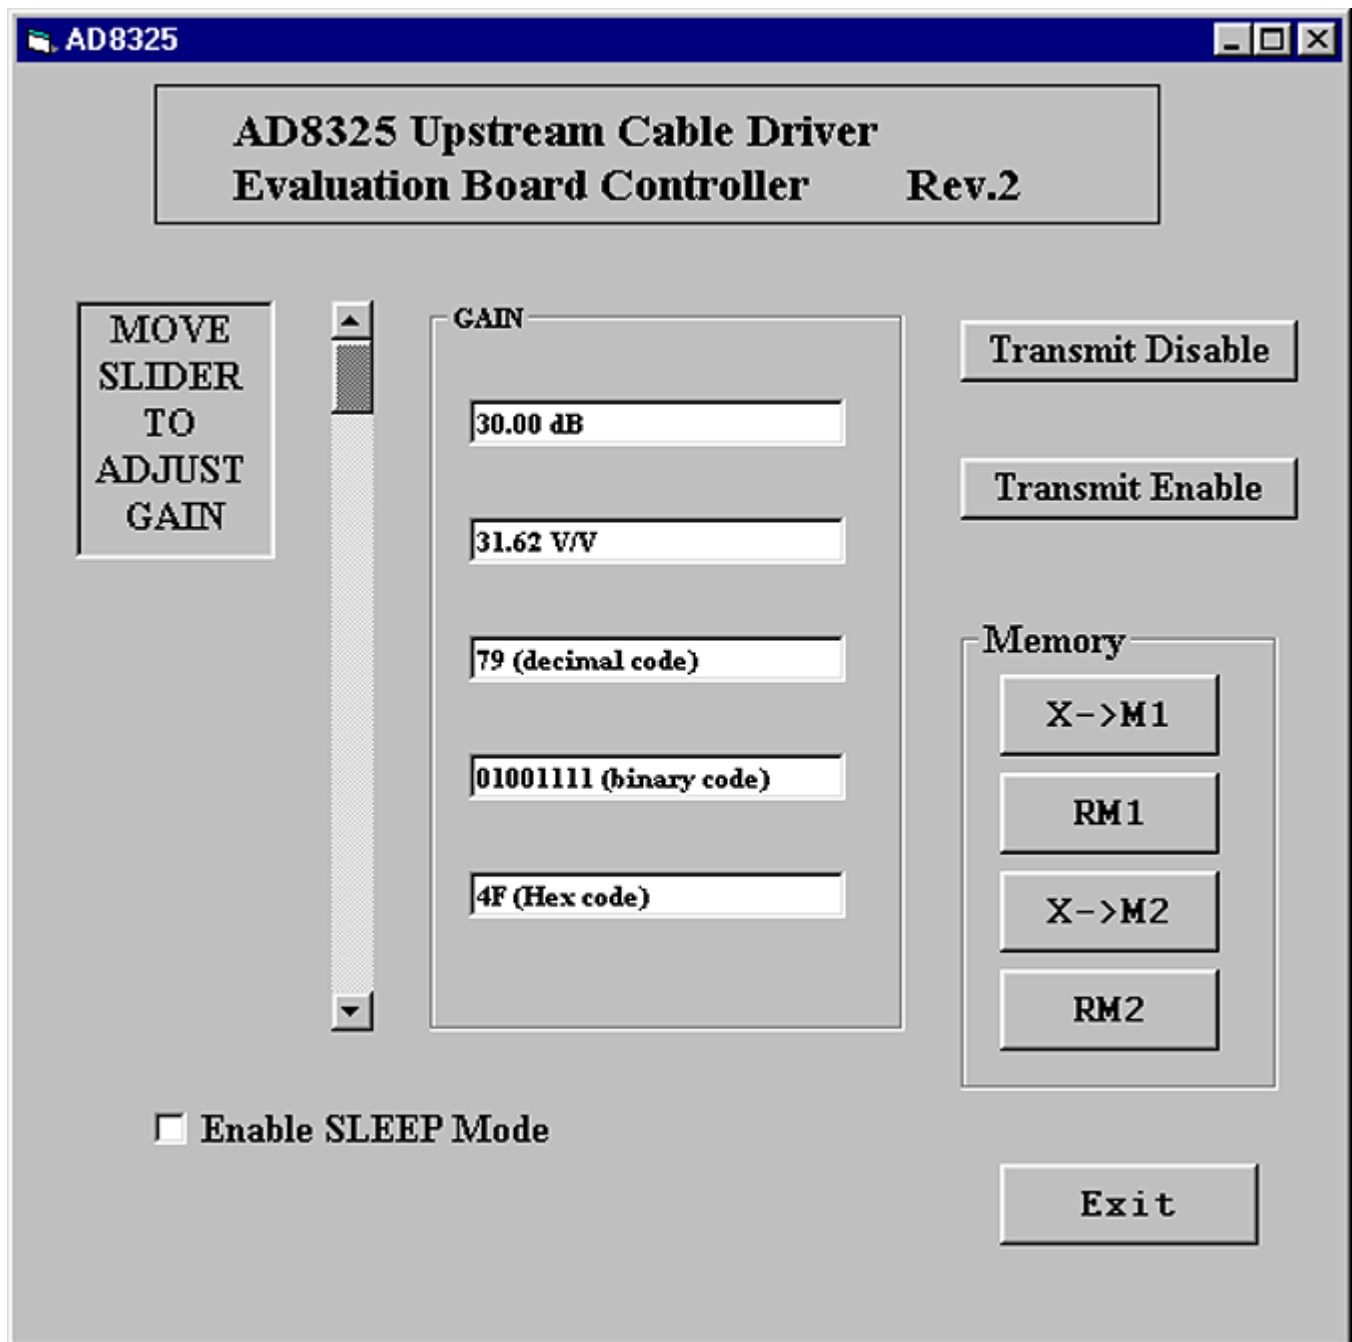 AD8325
AD8325 Upstream Cable Driver
Evaluation Board Controller Rev.2
MOVE
SLIDER
TO
ADJUST
GAIN
GAIN
30.00 dB
31.62 V/V
79 (decimal code)
01001111 (binary code)
4F (Hex code)
Transmit Disable
Transmit Enable
Memory
X->M1
RM1
X->M2
RM2
Enable SLEEP Mode
Exit